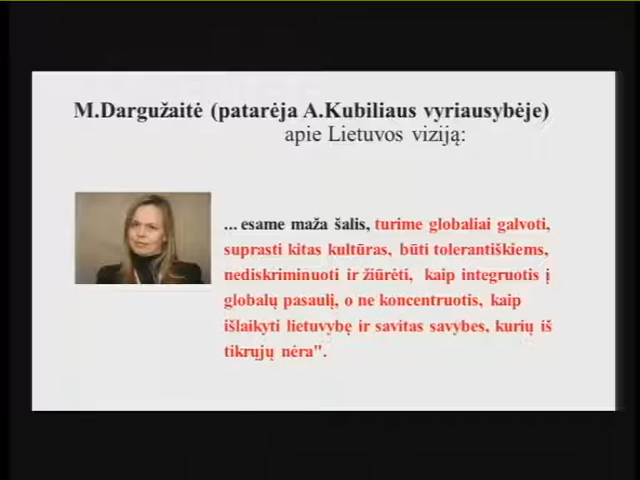 M.Dargužaitė (patarėja A.Kubiliaus vyriausybėje)
apie Lietuvos viziją:
... esame maža šalis, turime globaliai galvoti,
suprasti kitas kultūras, būti tolerantiškiems,
nediskriminuoti ir žiūrėti, kaip integruotis į
globalų pasaulį, o ne koncentruotis, kaip
išlaikyti lietuvybę ir savitas savybes, kurių iš
tikrųjų nėra".